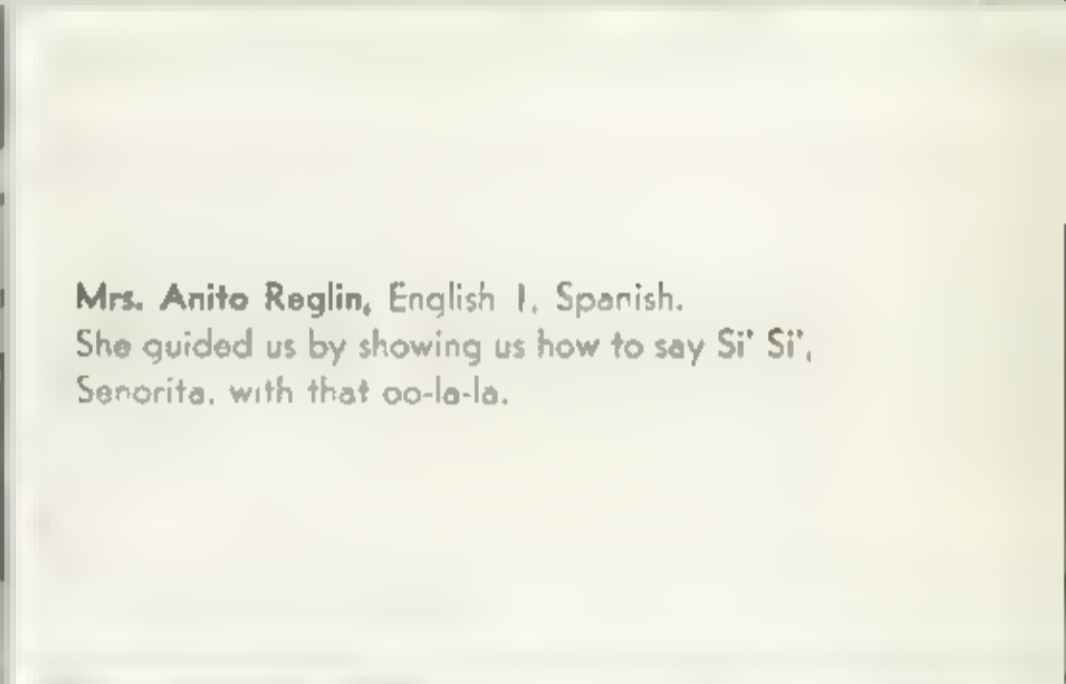 Mrs. Anito Reglin, English I, Spanish.
She guided us by showing us how to say Si' Si',
Senorita, with that oo-la-la.